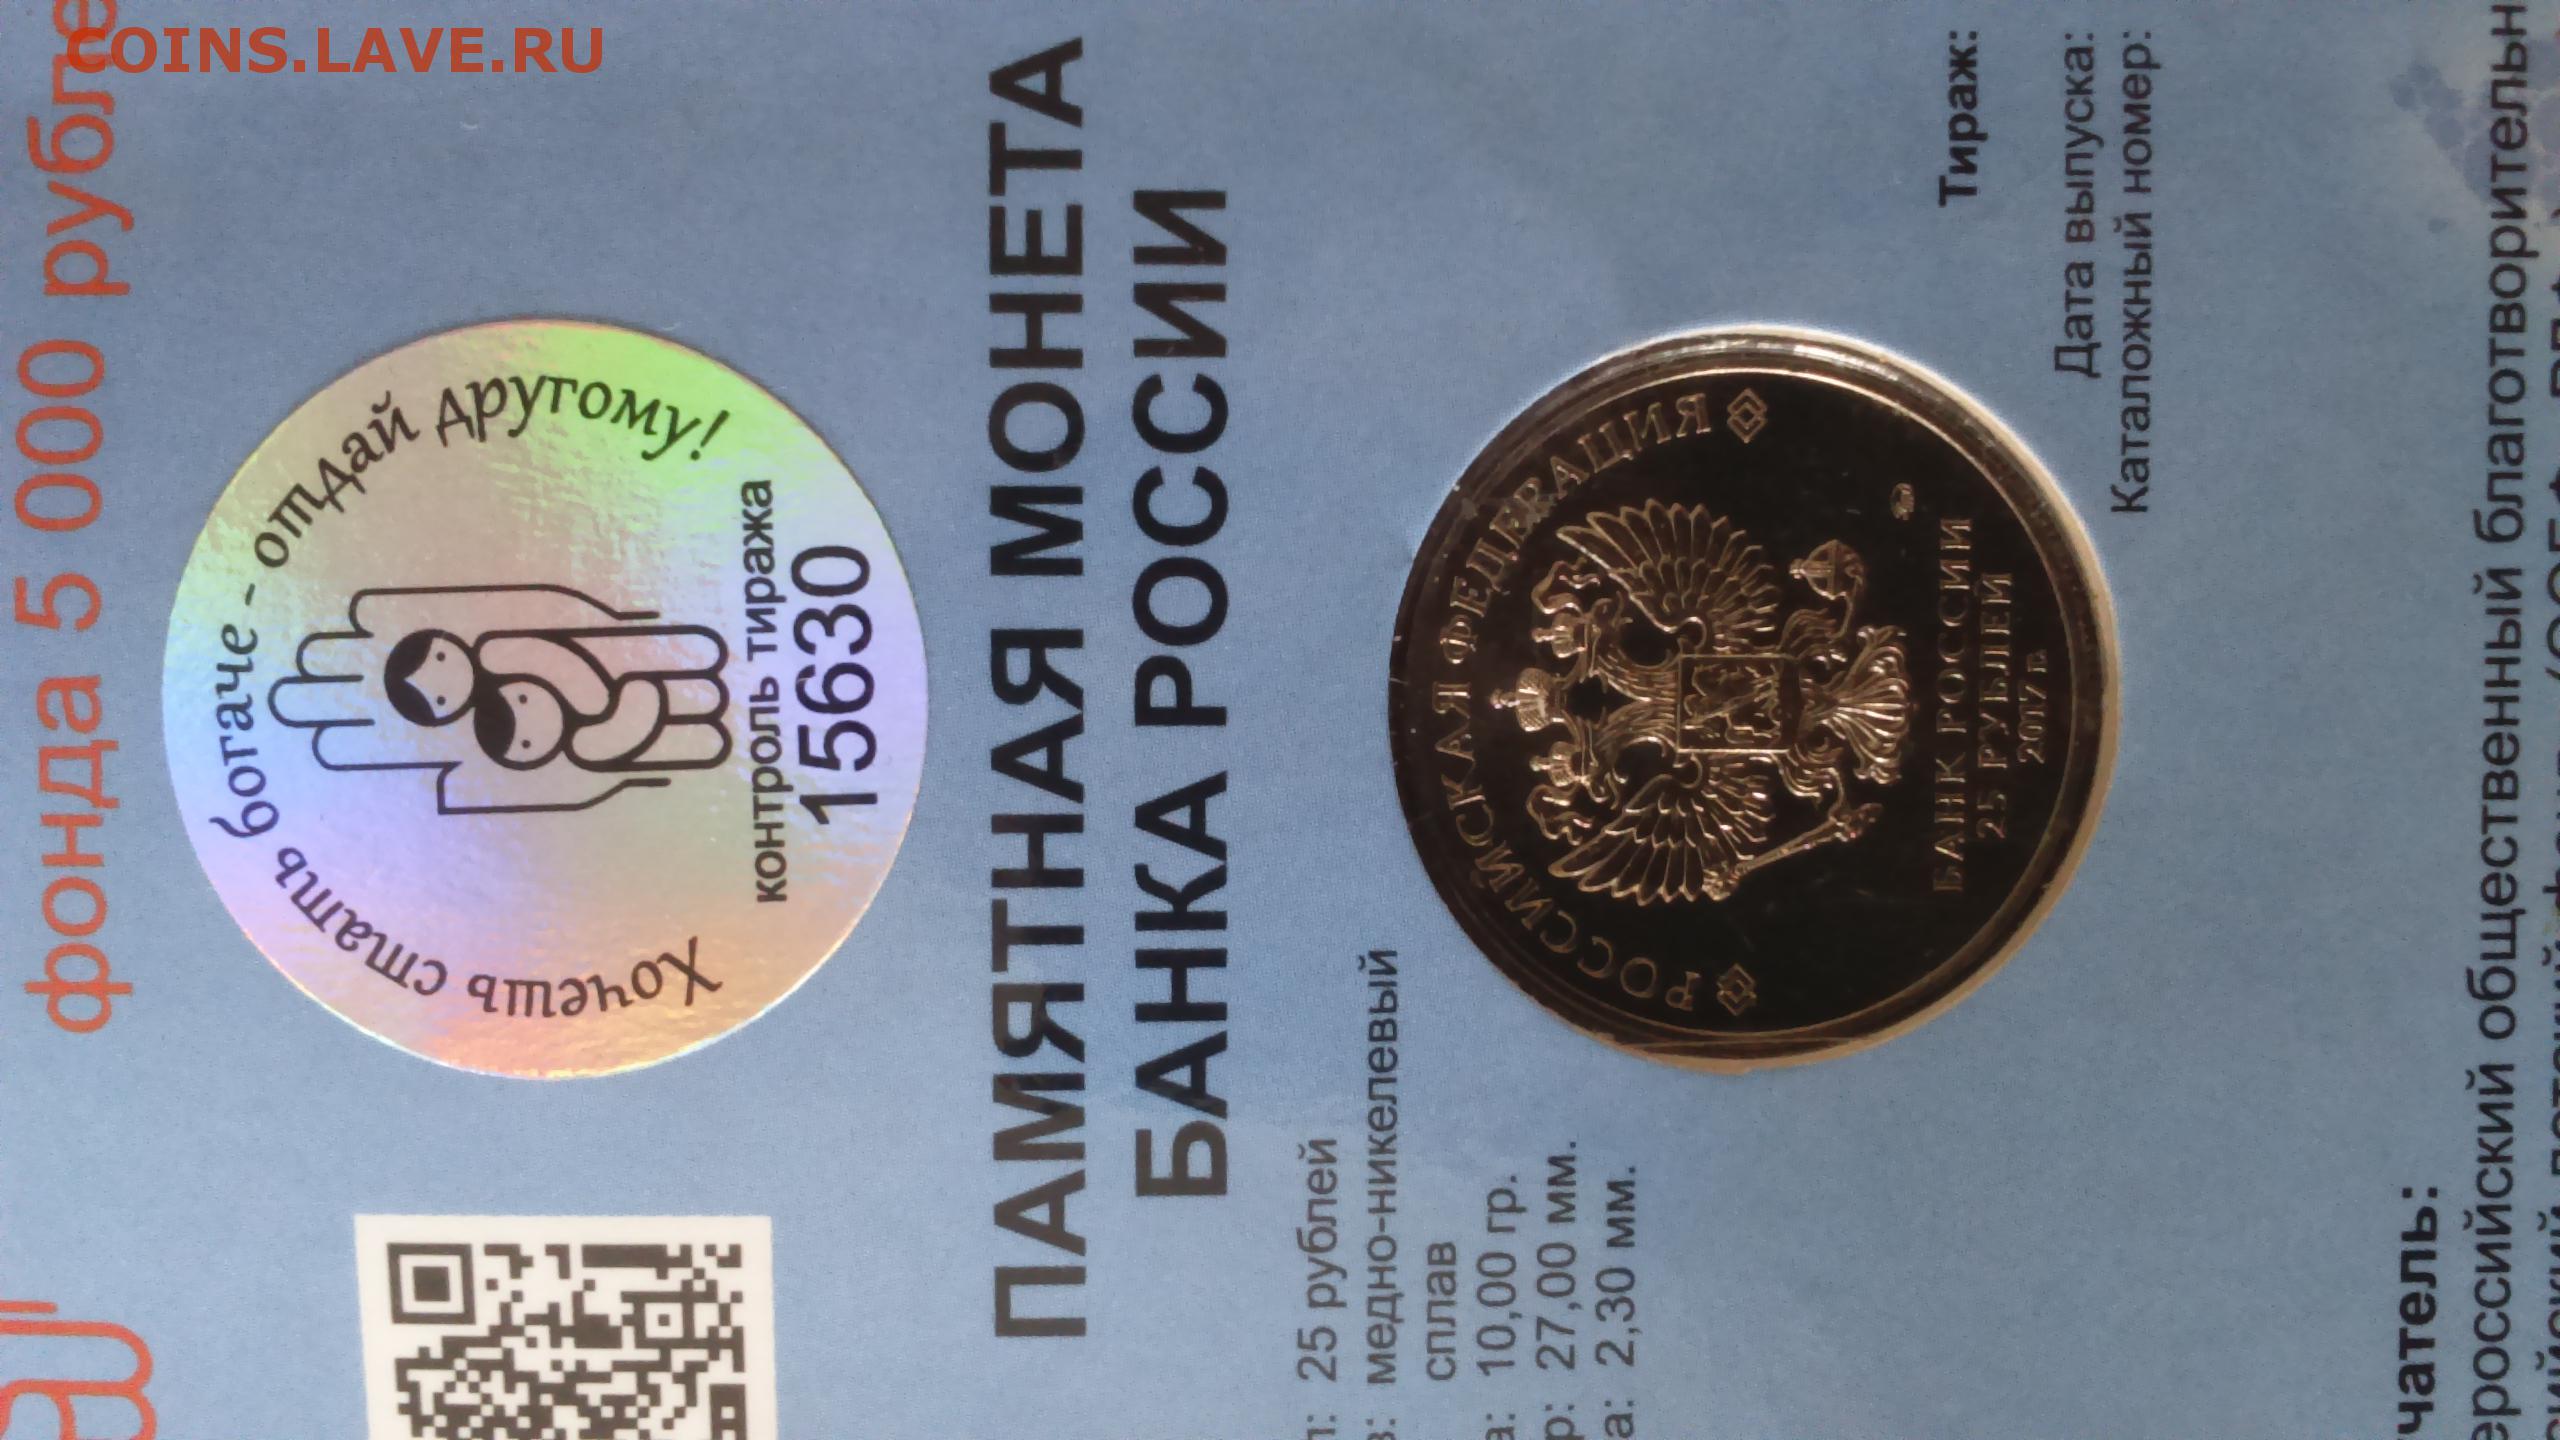 COINS.LAVE.RU
фонда 5 000 рубле
Хочешь стать богаче - отдай другому!
контроль тиража
15630
ПАМЯТНАЯ МОНЕТА
БАНКА РОССИИ
25 рублей
медно-никелевый
сплав
10,00 гр.
27,00 мм.
2,30 мм.
РОССИЙСКАЯ ФЕДЕРАЦИЯ
БАНК РОССИИ
25 РУБЛЕЙ
2017 г.
Тираж:
Дата выпуска:
Каталожный номер:
чатель:
ероссийский общественный благотворительн